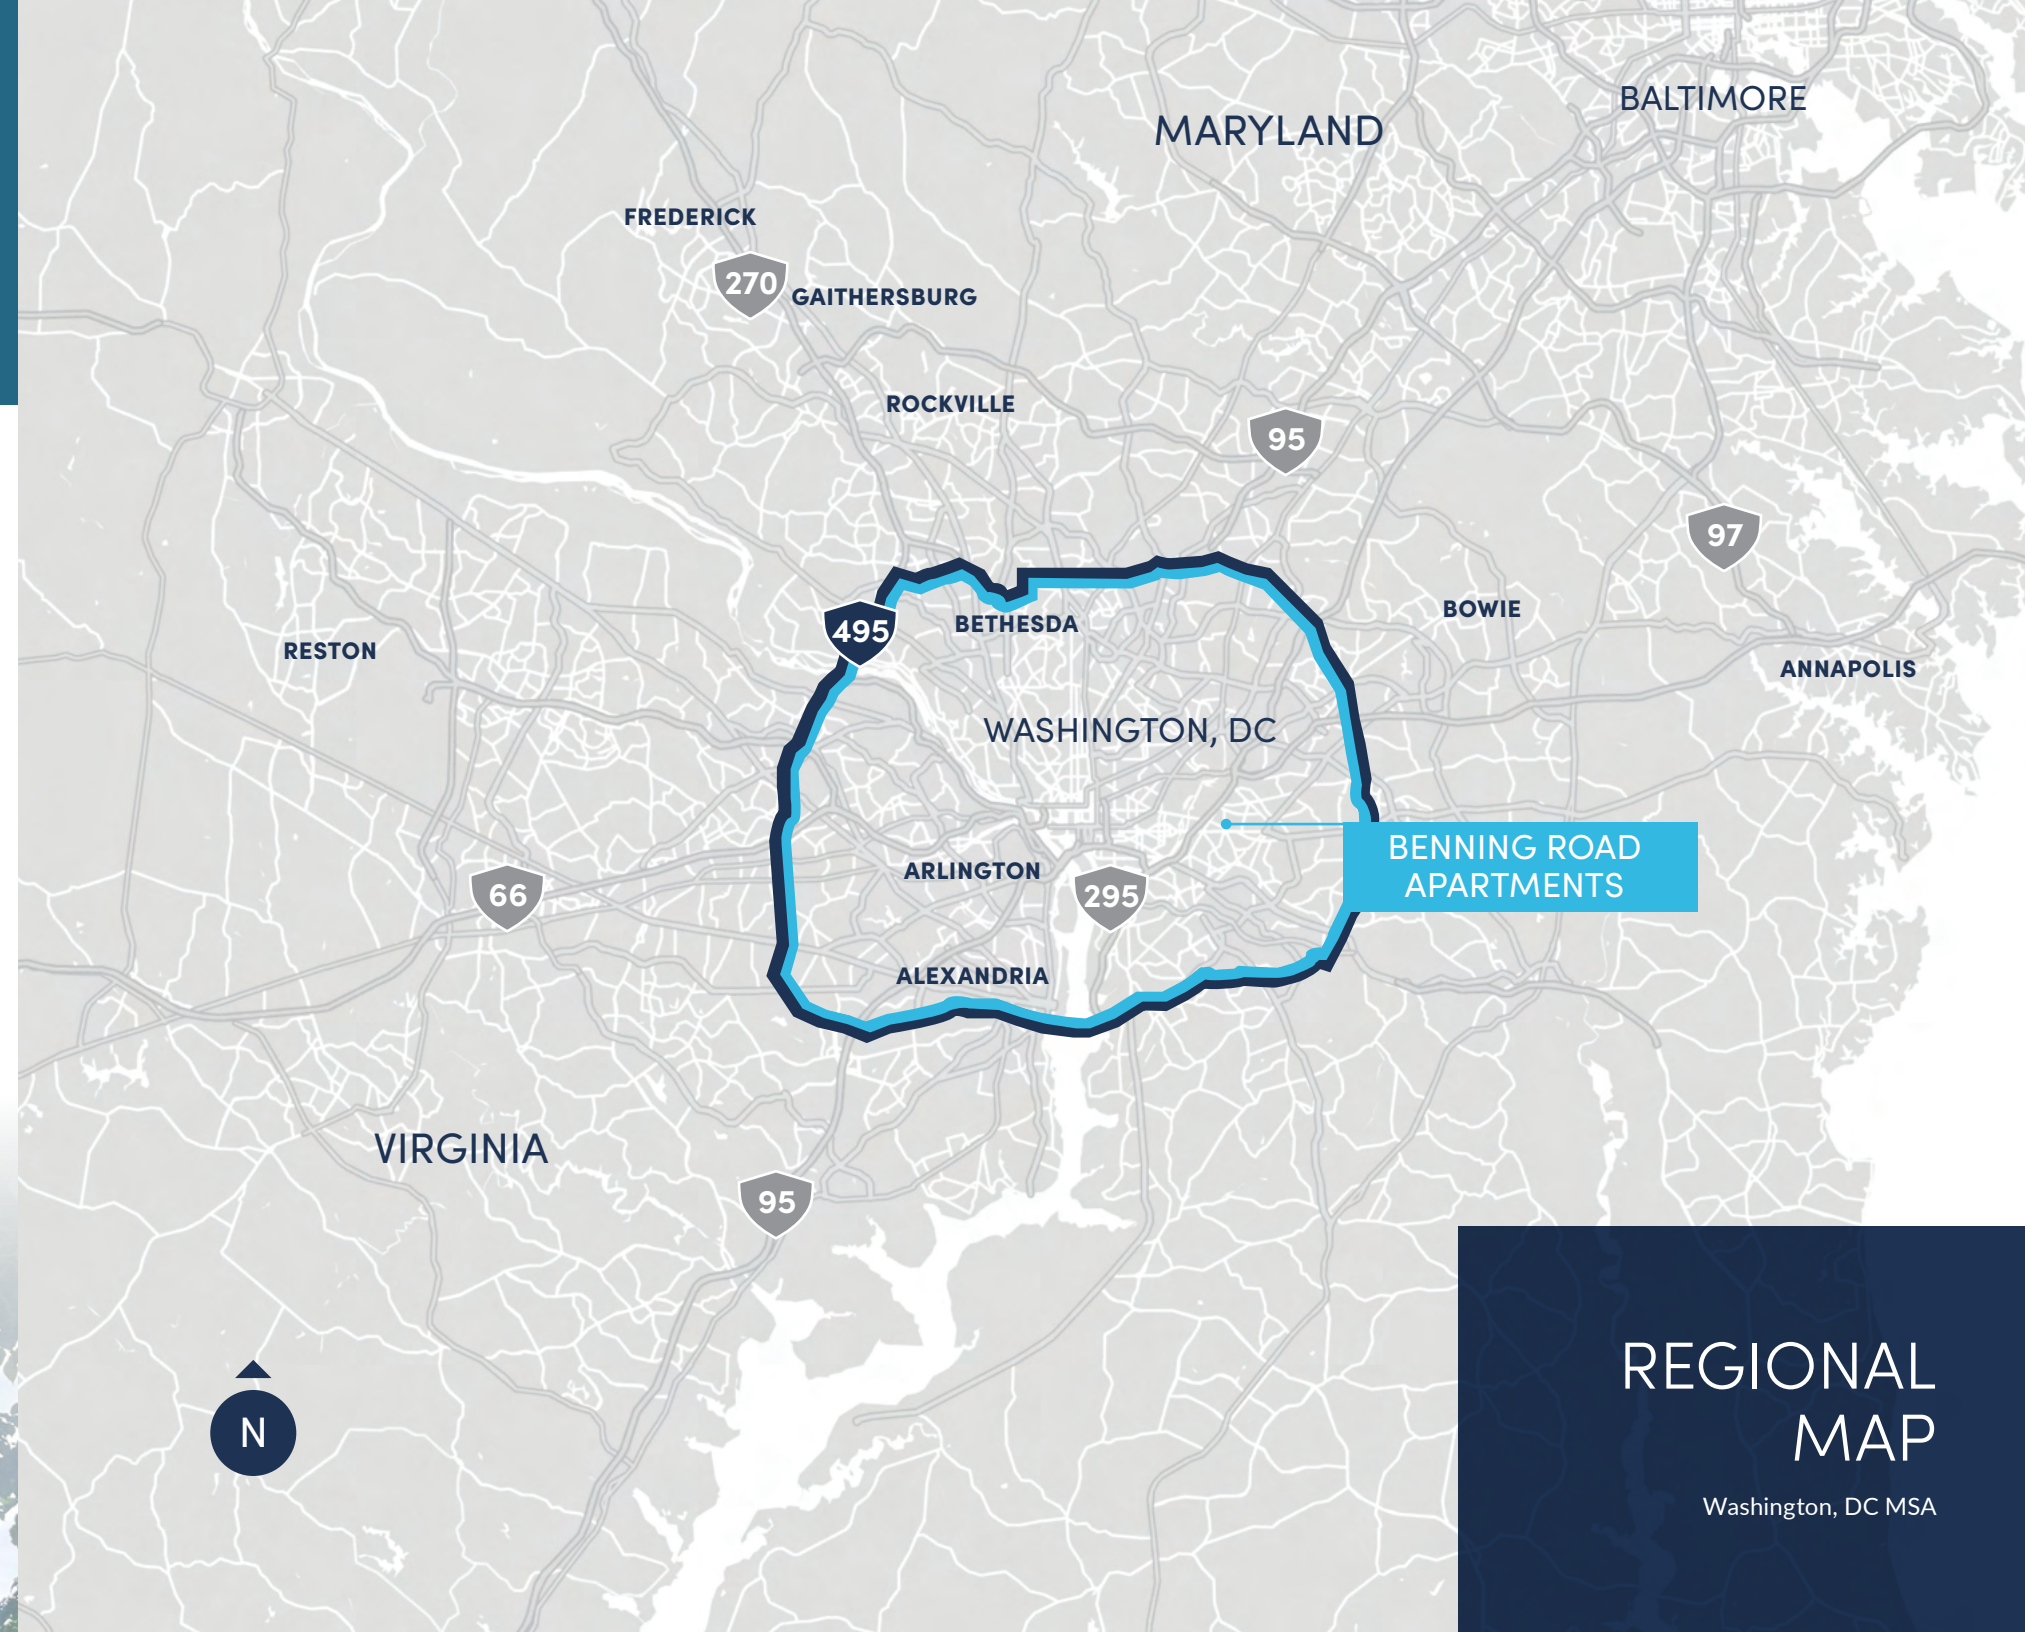 BALTIMORE
MARYLAND
FREDERICK
270
GAITHERSBURG
ROCKVILLE
95
97
495
BETHESDA
BOWIE
RESTON
ANNAPOLIS
WASHINGTON, DC
BENNING ROAD
APARTMENTS
ARLINGTON
66
295
ALEXANDRIA
VIRGINIA
95
N
REGIONAL
MAP
Washington, DC MSA